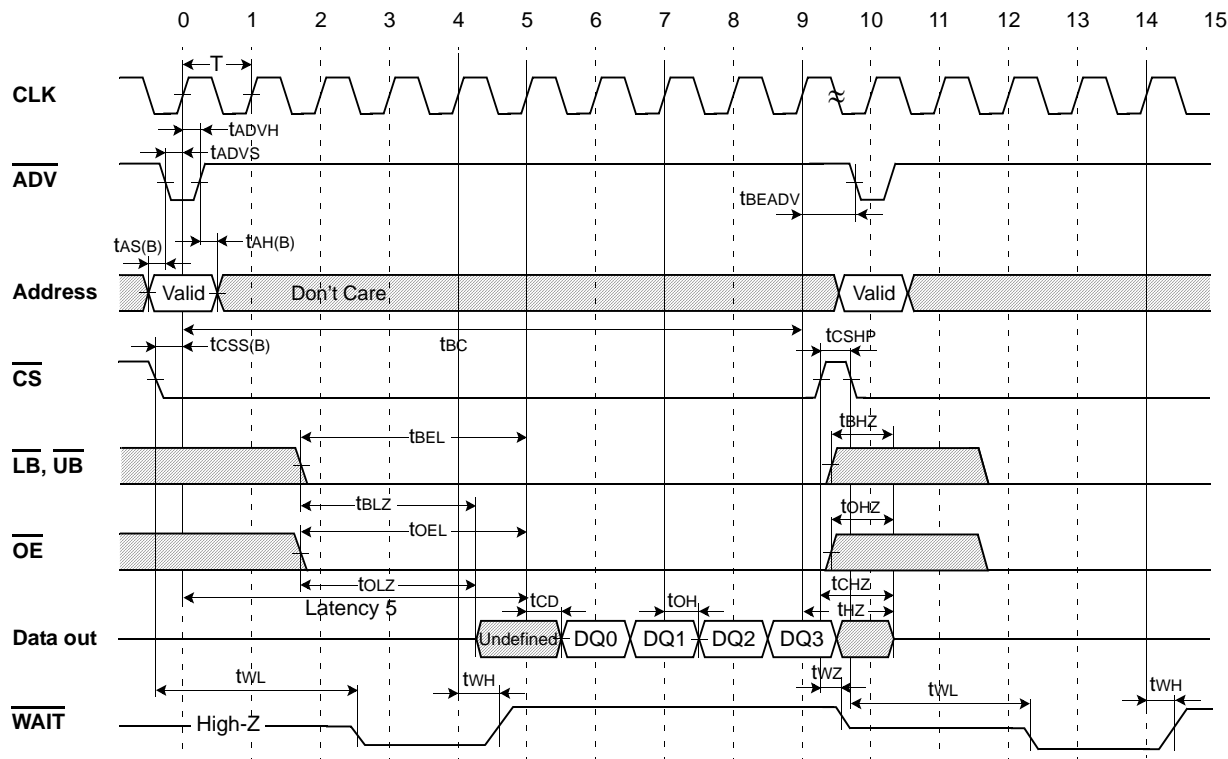 0 1 2 3 4 5 6 7 8 9 10 11 12 13 14 15
T
CLK
tADVH
tADVS
ADV
tBEADV
tAS(B)
tAH(B)
Address
Valid
Don't Care
Valid
tCSS(B)
tBC
tCSHP
CS
tBEL
tBHZ
LB, UB
tBLZ
tOEL
tOHZ
OE
tOLZ
tCHZ
Latency 5
tCD
tOH
tHZ
Data out
Undefined
DQ0
DQ1
DQ2
DQ3
tWL
tWH
tWZ
tWL
tWH
WAIT
High-Z